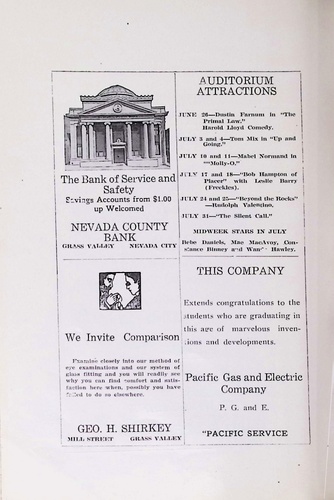 The Bank of Service and
Safety
Savings Accounts from $1.00
up Welcomed
NEVADA COUNTY
BANK
GRASS VALLEY NEVADA CITY
AUDITORIUM
ATTRACTIONS
JUNE 26—Dustin Farnum in "The
Primal Law."
Harold Lloyd Comedy.
JULY 3 and 4—Tom Mix in "Up and
Going."
JULY 10 and 11—Mabel Normand in
"Molly-O."
JULY 17 and 18—"Bob Hampton of
Placer" with Leslie Barry
(Freckles).
JULY 24 and 25—"Beyond the Rocks"
—Rudolph Valentino.
JULY 31—"The Silent Call."
MIDWEEK STARS IN JULY
Bebe Daniels, Mae MacAvoy, Con-
stance Binney and Hawley.
We Invite Comparison
Examine closely into our method of
eye examinations and our system of
glass fitting and you will readily see
why you can find comfort and satis-
faction here when, possibly you have
failed to do so elsewhere.
GEO. H. SHIRKEY
MILL STREET GRASS VALLEY
THIS COMPANY
Extends congratulations to the
students who are graduating in
this age of marvelous inven-
tions and developments.
Pacific Gas and Electric
Company
P. G. and E.
"PACIFIC SERVICE